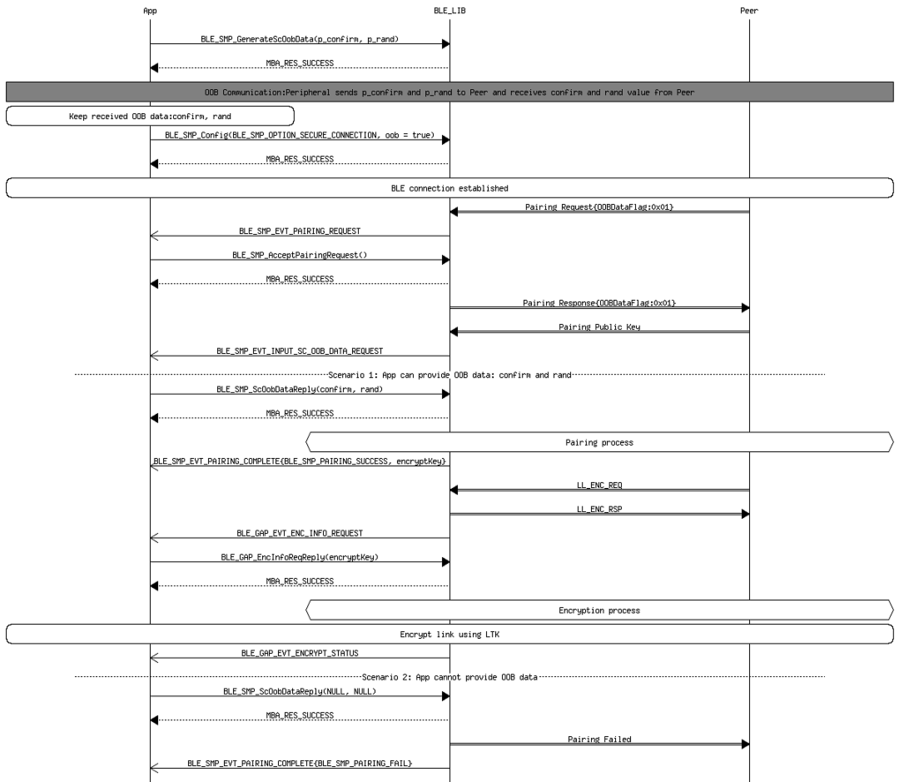 App BLE_LIB Peer
BLE_SMP_GenerateScOobData(p_confirm, p_rand)
MBA_RES_SUCCESS
OOB Communication:Peripheral sends p_confirm and p_rand to Peer and receives confirm and rand value from Peer
Keep received OOB data:confirm, rand
BLE_SMP_Config(BLE_SMP_OPTION_SECURE_CONNECTION, oob = true)
MBA_RES_SUCCESS
BLE connection established
Pairing Request{OOBDataFlag:0x01}
BLE_SMP_EVT_PAIRING_REQUEST
BLE_SMP_AcceptPairingRequest()
MBA_RES_SUCCESS
Pairing Response{OOBDataFlag:0x01}
Pairing Public Key
BLE_SMP_EVT_INPUT_SC_OOB_DATA_REQUEST
Scenario 1: App can provide OOB data: confirm and rand
BLE_SMP_ScOobDataReply(confirm, rand)
MBA_RES_SUCCESS
Pairing process
BLE_SMP_EVT_PAIRING_COMPLETE{BLE_SMP_PAIRING_SUCCESS, encryptKey}
LL_ENC_REQ
LL_ENC_RSP
BLE_GAP_EVT_ENC_INFO_REQUEST
BLE_GAP_EncInfoReqReply(encryptKey)
MBA_RES_SUCCESS
Encryption process
Encrypt link using LTK
BLE_GAP_EVT_ENCRYPT_STATUS
Scenario 2: App cannot provide OOB data
BLE_SMP_ScOobDataReply(NULL, NULL)
MBA_RES_SUCCESS
Pairing Failed
BLE_SMP_EVT_PAIRING_COMPLETE{BLE_SMP_PAIRING_FAIL}